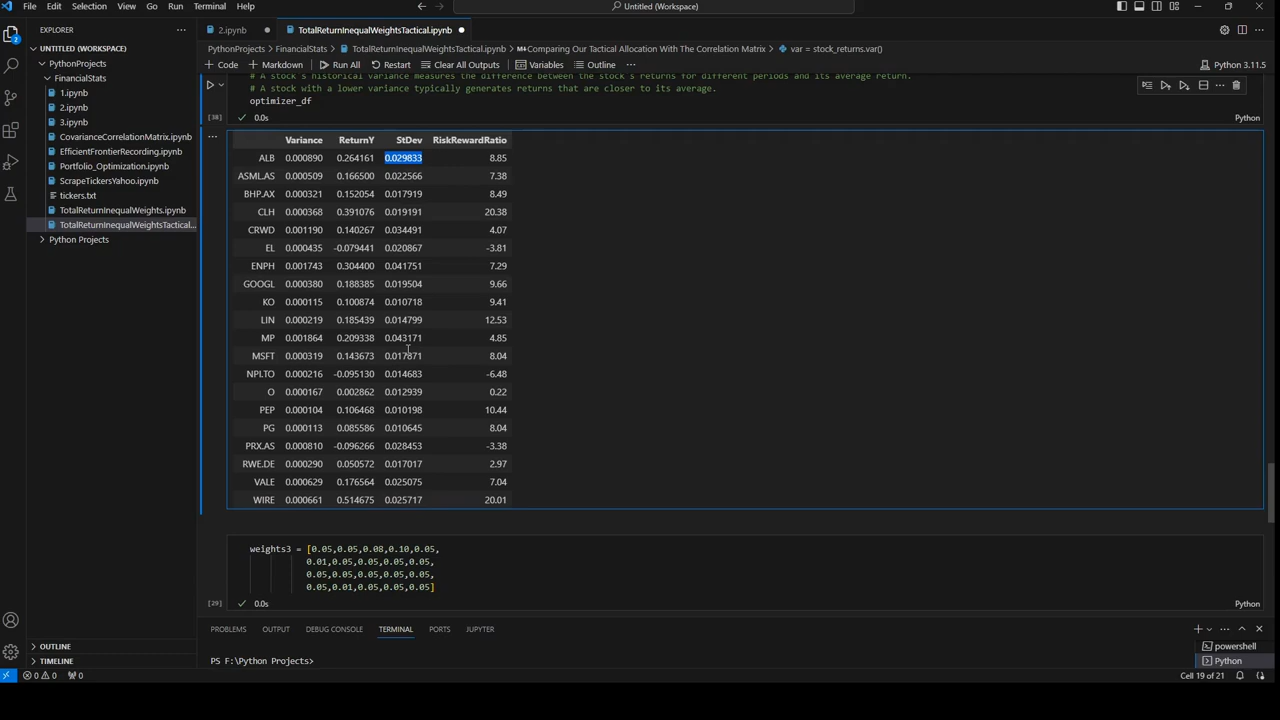 File Edit Selection View Go Run Terminal Help
Untitled (Workspace)
EXPLORER
2.ipynb
TotalReturnInequalWeightsTactical.ipynb
UNTITLED (WORKSPACE)
PythonProjects > FinancialStats > TotalReturnInequalWeightsTactical.ipynb > M↓Comparing Our Tactical Allocation With The Correlation Matrix > var = stock_returns.var()
+ Code + Markdown Run All Restart Clear All Outputs Variables Outline ... Python 3.11.5
PythonProjects
FinancialStats
1.ipynb
2.ipynb
3.ipynb
CovarianceCorrelationMatrix.ipynb
EfficientFrontierRecording.ipynb
Portfolio_Optimization.ipynb
ScrapeTickersYahoo.ipynb
tickers.txt
TotalReturnInequalWeights.ipynb
TotalReturnInequalWeightsTactical...
Python Projects
# A stock's historical variance measures the difference between the stock's returns for different periods and its average return.
# A stock with a lower variance typically generates returns that are closer to its average.
optimizer_df
[38] 0.0s Python
Variance ReturnY StDev RiskRewardRatio
ALB 0.000890 0.264161 0.029833 8.85
ASML.AS 0.000509 0.166500 0.022566 7.38
BHP.AX 0.000321 0.152054 0.017919 8.49
CLH 0.000368 0.391076 0.019191 20.38
CRWD 0.001190 0.140267 0.034491 4.07
EL 0.000435 -0.079441 0.020867 -3.81
ENPH 0.001743 0.304400 0.041751 7.29
GOOGL 0.000380 0.188385 0.019504 9.66
KO 0.000115 0.100874 0.010718 9.41
LIN 0.000219 0.185439 0.014799 12.53
MP 0.001864 0.209338 0.043171 4.85
MSFT 0.000319 0.143673 0.017871 8.04
NPI.TO 0.000216 -0.095130 0.014683 -6.48
O 0.000167 0.002862 0.012939 0.22
PEP 0.000104 0.106468 0.010198 10.44
PG 0.000113 0.085586 0.010645 8.04
PRX.AS 0.000810 -0.096266 0.028453 -3.38
RWE.DE 0.000290 0.050572 0.017017 2.97
VALE 0.000629 0.176564 0.025075 7.04
WIRE 0.000661 0.514675 0.025717 20.01
weights3 = [0.05,0.05,0.08,0.10,0.05,
0.01,0.05,0.05,0.05,0.05,
0.05,0.05,0.05,0.05,0.05,
0.05,0.01,0.05,0.05,0.05]
[29] 0.0s Python
PROBLEMS OUTPUT DEBUG CONSOLE TERMINAL PORTS JUPYTER
OUTLINE
TIMELINE
PS F:\Python Projects>
powershell
Python
0 0 0 Cell 19 of 21